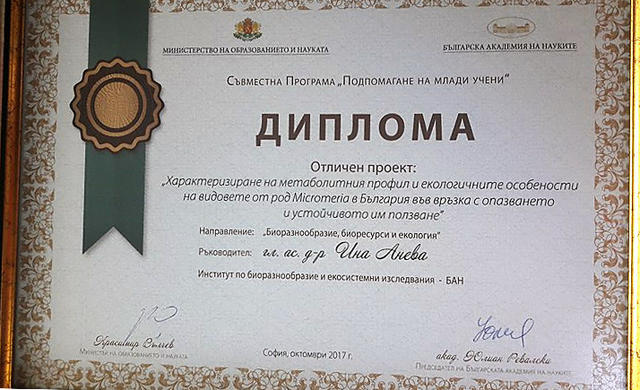 МИНИСТЕРСТВО НА ОБРАЗОВАНИЕТО И НАУКАТА
БЪЛГАРСКА АКАДЕМИЯ НА НАУКИТЕ
СЪВМЕСТНА ПРОГРАМА „ПОДПОМАГАНЕ НА МЛАДИ УЧЕНИ“
ДИПЛОМА
Отличен проект:
„Характеризиране на метаболитния профил и екологичните особености
на видовете от род Micromeria в България във връзка с опазването
и устойчивото им ползване”
Направление: „Биоразнообразие, биоресурси и екология”
Ръководител: гл. ас. д-р Ина Анева
Институт по биоразнообразие и екосистемни изследвания - БАН
Красимир Вълчев
МИНИСТЪР НА ОБРАЗОВАНИЕТО И НАУКАТА
София, октомври 2017 г.
акад. Юлиан Ревалски
ПРЕДСЕДАТЕЛ НА БЪЛГАРСКАТА АКАДЕМИЯ НА НАУКИТЕ